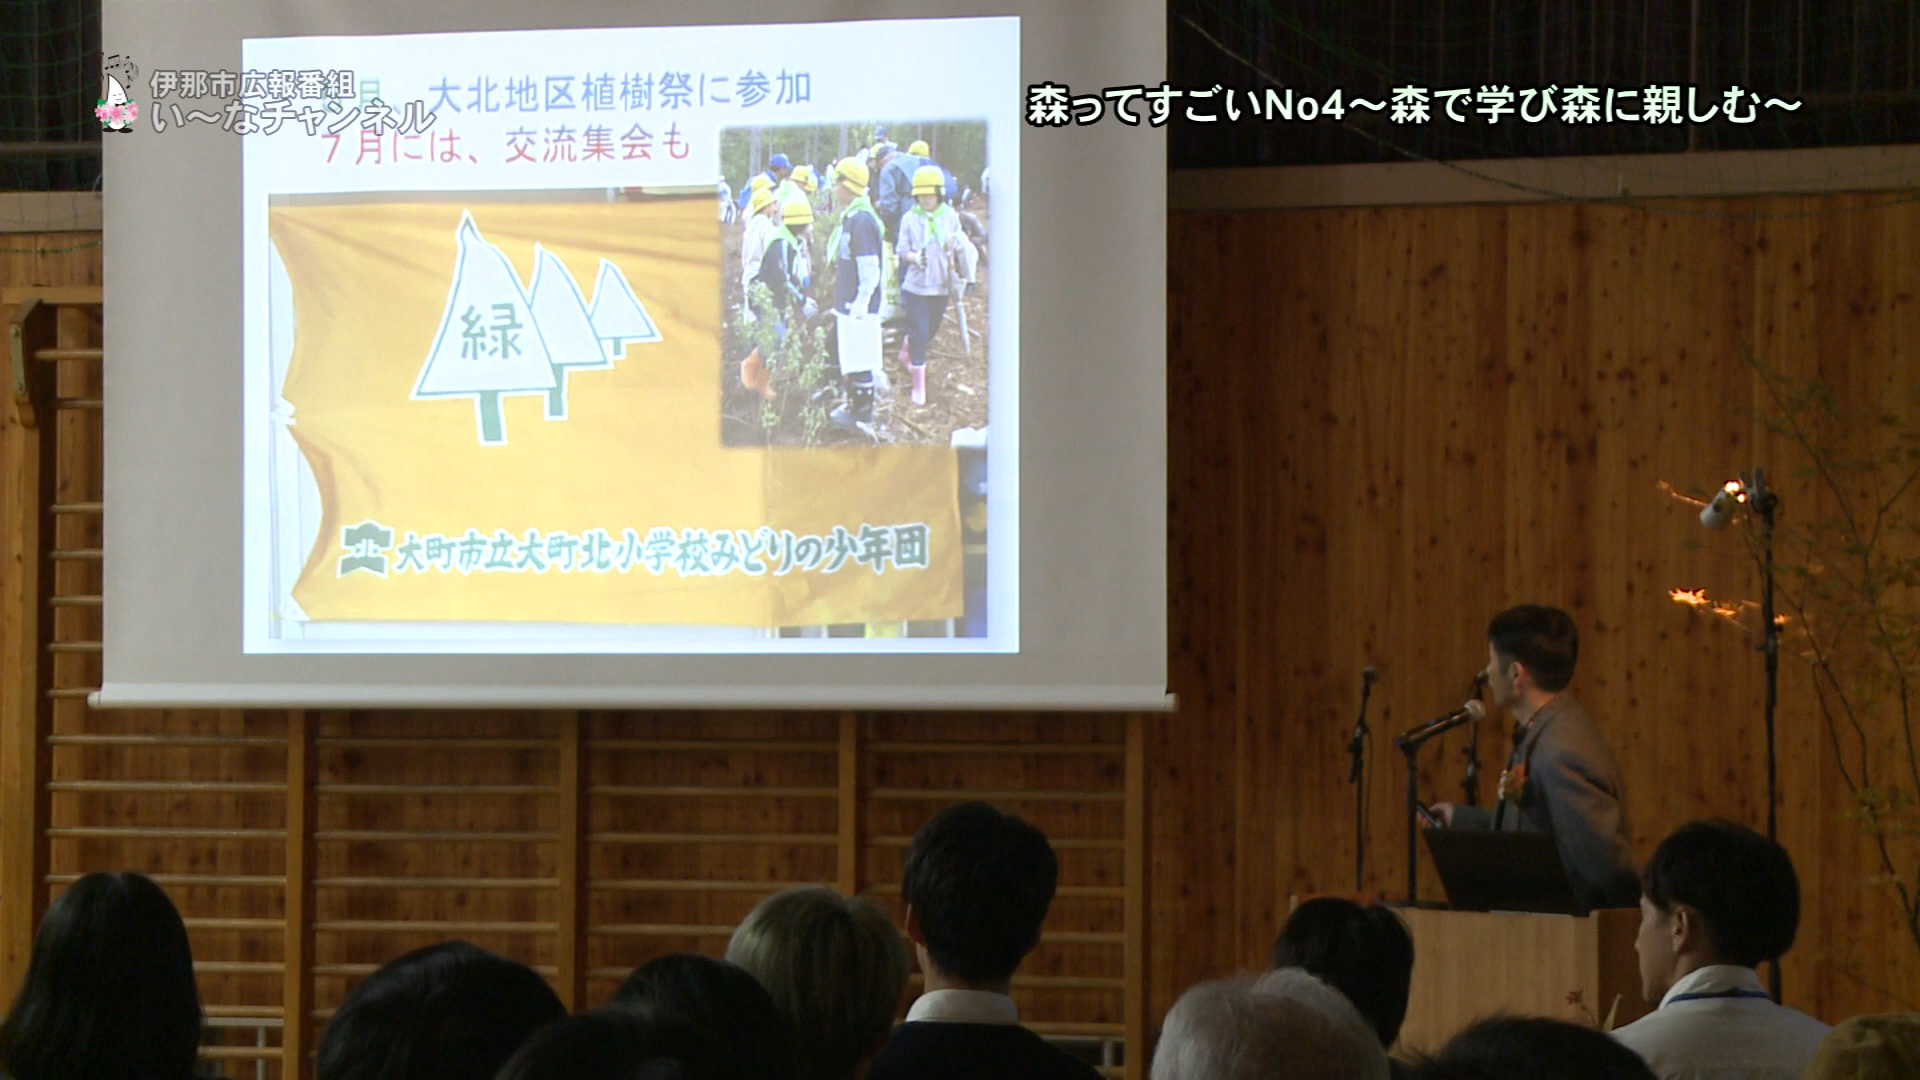 伊那市広報番組
い〜なチャンネル
森ってすごいNo4〜森で学び森に親しむ〜
月、大北地区植樹祭に参加
7月には、交流集会も
緑
北
大町市立大町北小学校みどりの少年団